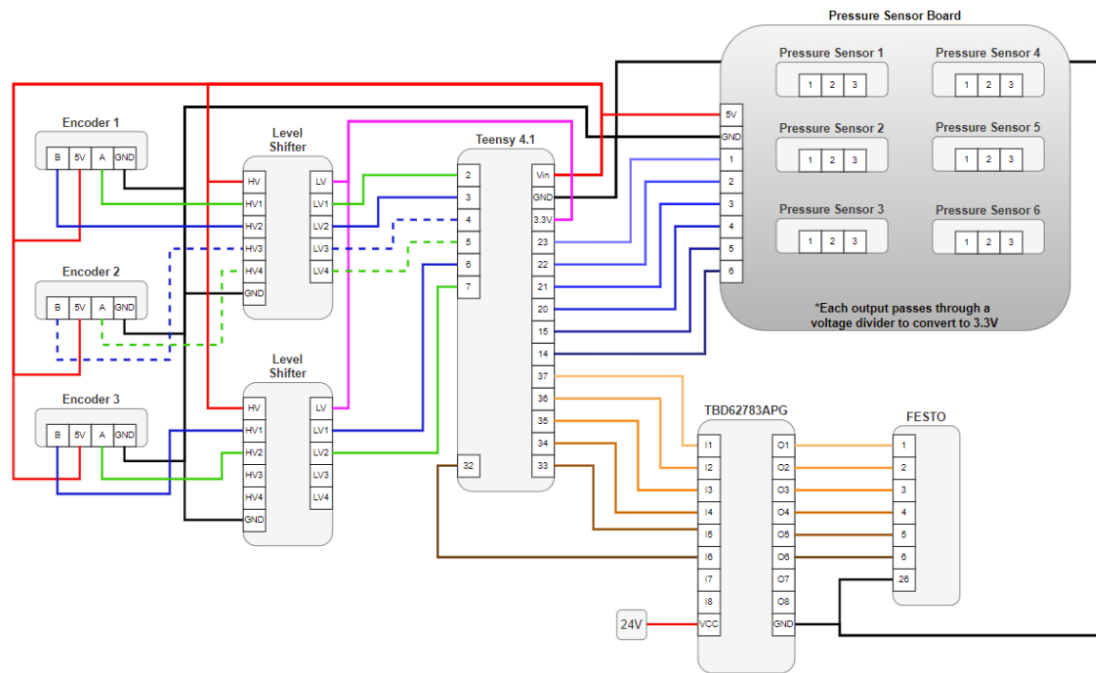 Pressure Sensor Board
Pressure Sensor 1
1 2 3
Pressure Sensor 4
1 2 3
Pressure Sensor 2
1 2 3
Pressure Sensor 5
1 2 3
Pressure Sensor 3
1 2 3
Pressure Sensor 6
1 2 3
5V
GND
1
2
3
4
5
6
*Each output passes through a
voltage divider to convert to 3.3V
Encoder 1
B 5V A GND
Encoder 2
B 5V A GND
Encoder 3
B 5V A GND
Level
Shifter
HV LV
HV1 LV1
HV2 LV2
HV3 LV3
HV4 LV4
GND
Level
Shifter
HV LV
HV1 LV1
HV2 LV2
HV3 LV3
HV4 LV4
GND
Teensy 4.1
2 Vin
3 GND
4 3.3V
5 23
6 22
7 21
20
15
14
37
36
35
34
32 33
TBD62783APG
I1 O1
I2 O2
I3 O3
I4 O4
I5 O5
I6 O6
I7 O7
I8 O8
VCC GND
24V
FESTO
1
2
3
4
5
6
26